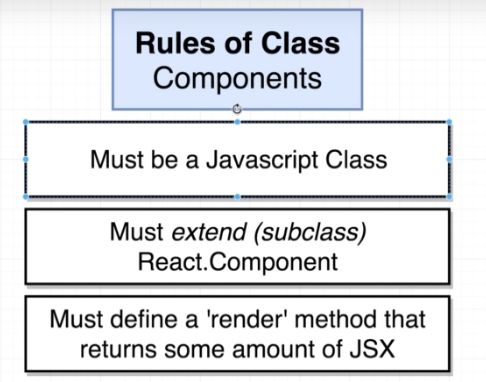 Rules of Class
Components
Must be a Javascript Class
Must extend (subclass)
React.Component
Must define a 'render' method that
returns some amount of JSX